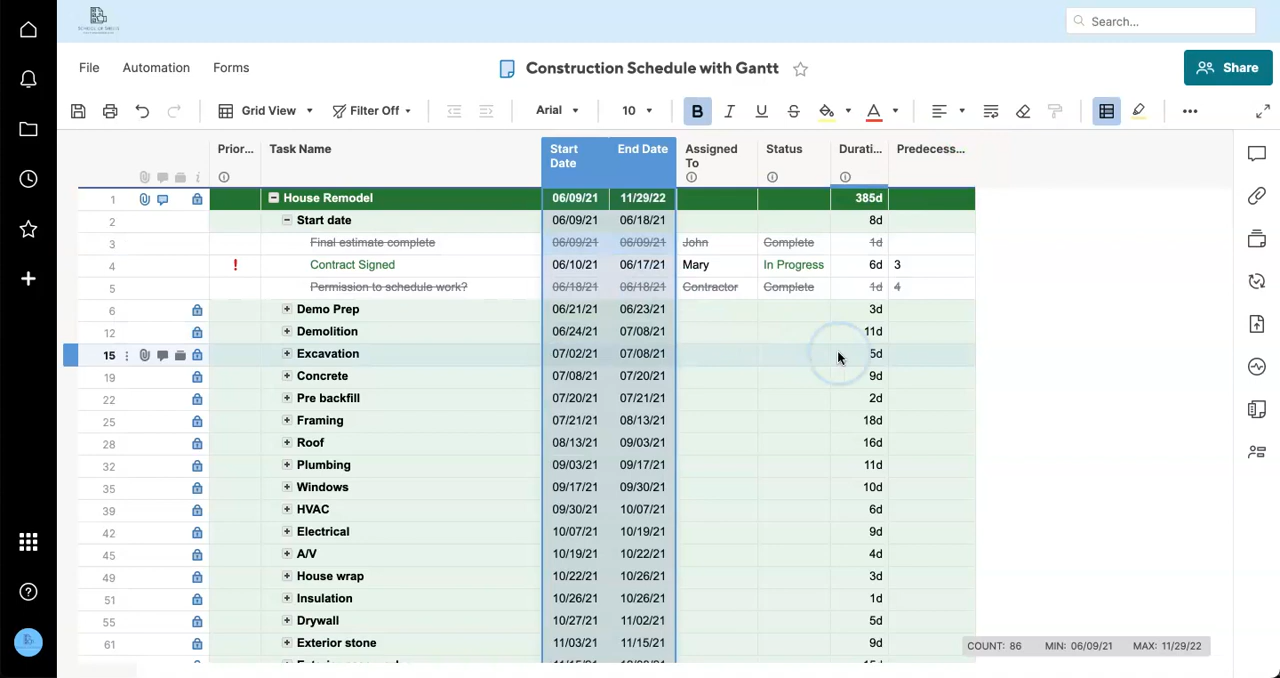 SCHOOL OF SHEETS
Search...
File Automation Forms
Construction Schedule with Gantt
Share
Grid View Filter Off Arial 10 B I U S A
Prior... Task Name Start Date End Date Assigned To Status Durati... Predecess...
1 House Remodel 06/09/21 11/29/22 385d
2 Start date 06/09/21 06/18/21 8d
3 Final estimate complete 06/09/21 06/09/21 John Complete 1d
4 ! Contract Signed 06/10/21 06/17/21 Mary In Progress 6d 3
5 Permission to schedule work? 06/18/21 06/18/21 Contractor Complete 1d 4
6 Demo Prep 06/21/21 06/23/21 3d
12 Demolition 06/24/21 07/08/21 11d
15 Excavation 07/02/21 07/08/21 5d
19 Concrete 07/08/21 07/20/21 9d
22 Pre backfill 07/20/21 07/21/21 2d
25 Framing 07/21/21 08/13/21 18d
28 Roof 08/13/21 09/03/21 16d
32 Plumbing 09/03/21 09/17/21 11d
35 Windows 09/17/21 09/30/21 10d
39 HVAC 09/30/21 10/07/21 6d
42 Electrical 10/07/21 10/19/21 9d
45 A/V 10/19/21 10/22/21 4d
49 House wrap 10/22/21 10/26/21 3d
51 Insulation 10/26/21 10/26/21 1d
55 Drywall 10/27/21 11/02/21 5d
61 Exterior stone 11/03/21 11/15/21 9d
COUNT: 86 MIN: 06/09/21 MAX: 11/29/22